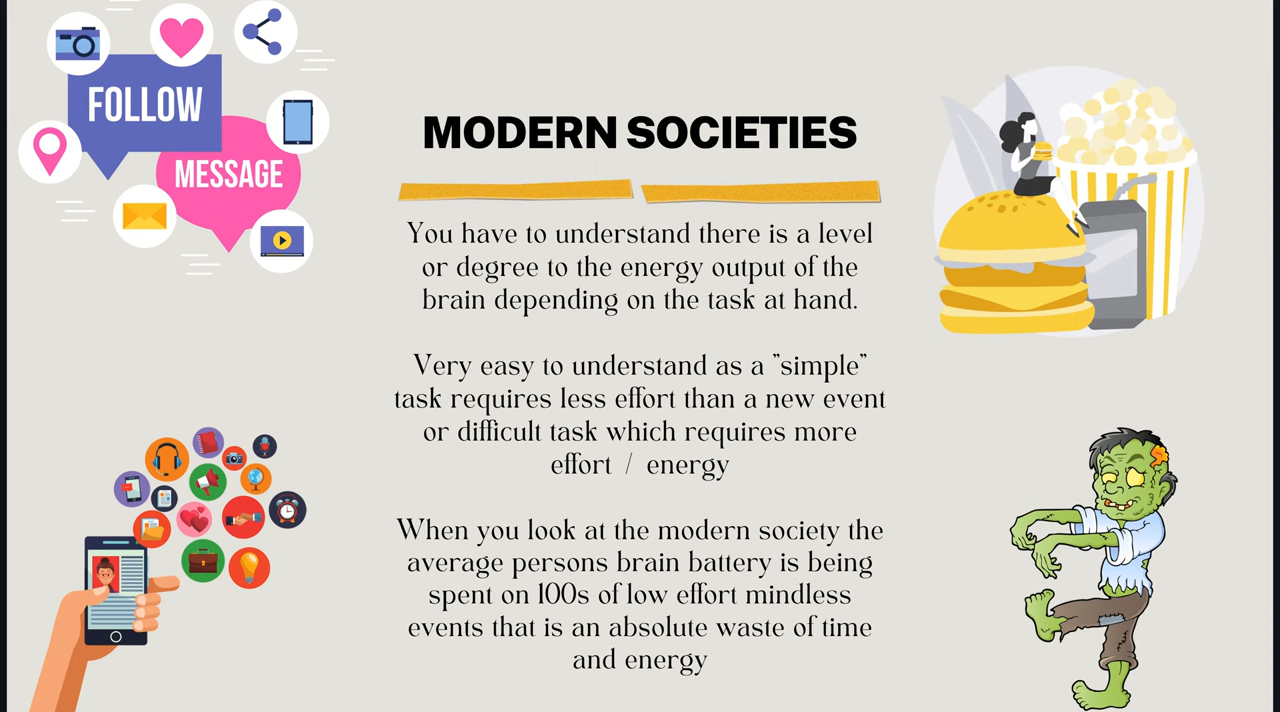 FOLLOW
MESSAGE
MODERN SOCIETIES
You have to understand there is a level
or degree to the energy output of the
brain depending on the task at hand.
Very easy to understand as a "simple"
task requires less effort than a new event
or difficult task which requires more
effort / energy
When you look at the modern society the
average persons brain battery is being
spent on 100s of low effort mindless
events that is an absolute waste of time
and energy